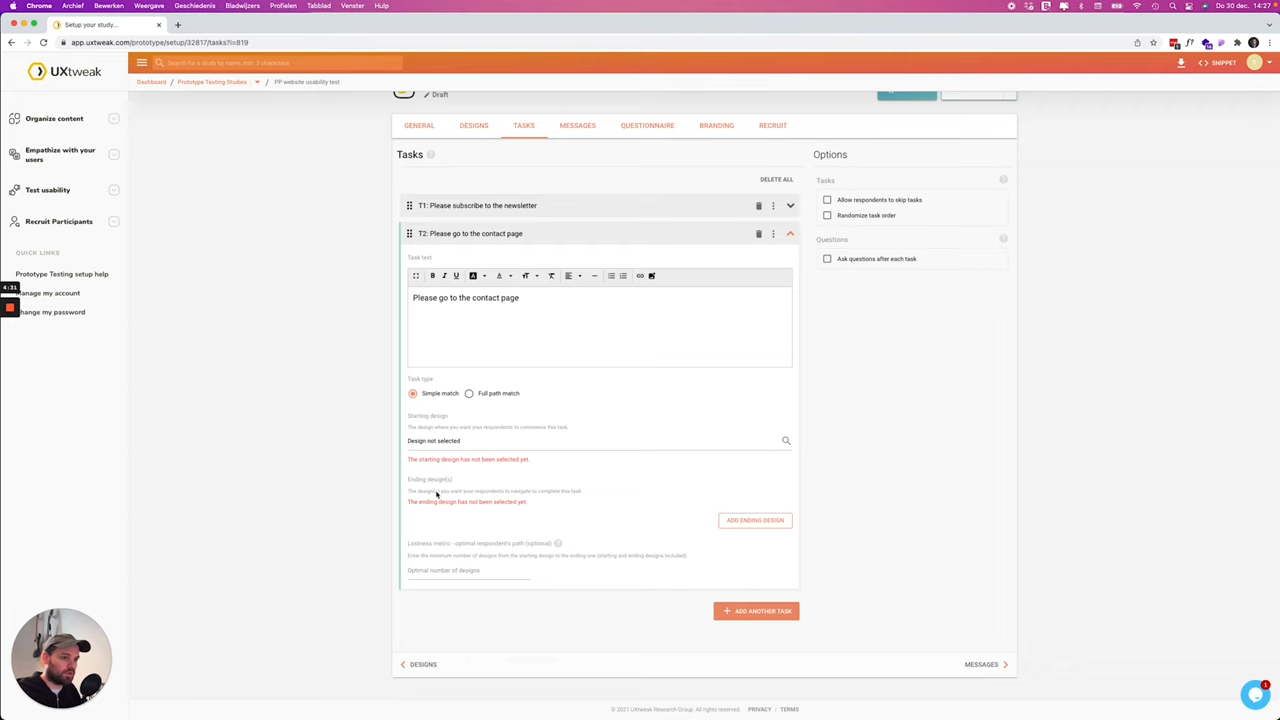 Chrome Archief Bewerken Weergave Geschiedenis Bladwijzers Profielen Tabblad Venster Help
Do 30 dec. 14:27
Setup your study...
app.uxtweak.com/prototype/setup/32817/tasks?i=819
UXtweak
Search for a study by name, min. 3 characters
SNIPPET
S
Dashboard
Prototype Testing Studies
PP website usability test
Draft
Organize content
Empathize with your
users
Test usability
Recruit Participants
QUICK LINKS
Prototype Testing setup help
4:31
Manage my account
hange my password
GENERAL DESIGNS TASKS MESSAGES QUESTIONNAIRE BRANDING RECRUIT
Tasks
DELETE ALL
T1: Please subscribe to the newsletter
T2: Please go to the contact page
Task text
B I U A A
Please go to the contact page
Task type
Simple match Full path match
Starting design
The design where you want your respondents to commence this task.
Design not selected
The starting design has not been selected yet.
Ending design(s)
The design(s) you want your respondents to navigate to complete this task.
The ending design has not been selected yet.
ADD ENDING DESIGN
Lostness metric - optimal respondent's path (optional)
Enter the minimum number of designs from the starting design to the ending one (starting and ending designs included)
Optimal number of designs
+ ADD ANOTHER TASK
DESIGNS
MESSAGES
Options
Tasks
Allow respondents to skip tasks
Randomize task order
Questions
Ask questions after each task
© 2021 UXtweak Research Group. All rights reserved. PRIVACY | TERMS
1